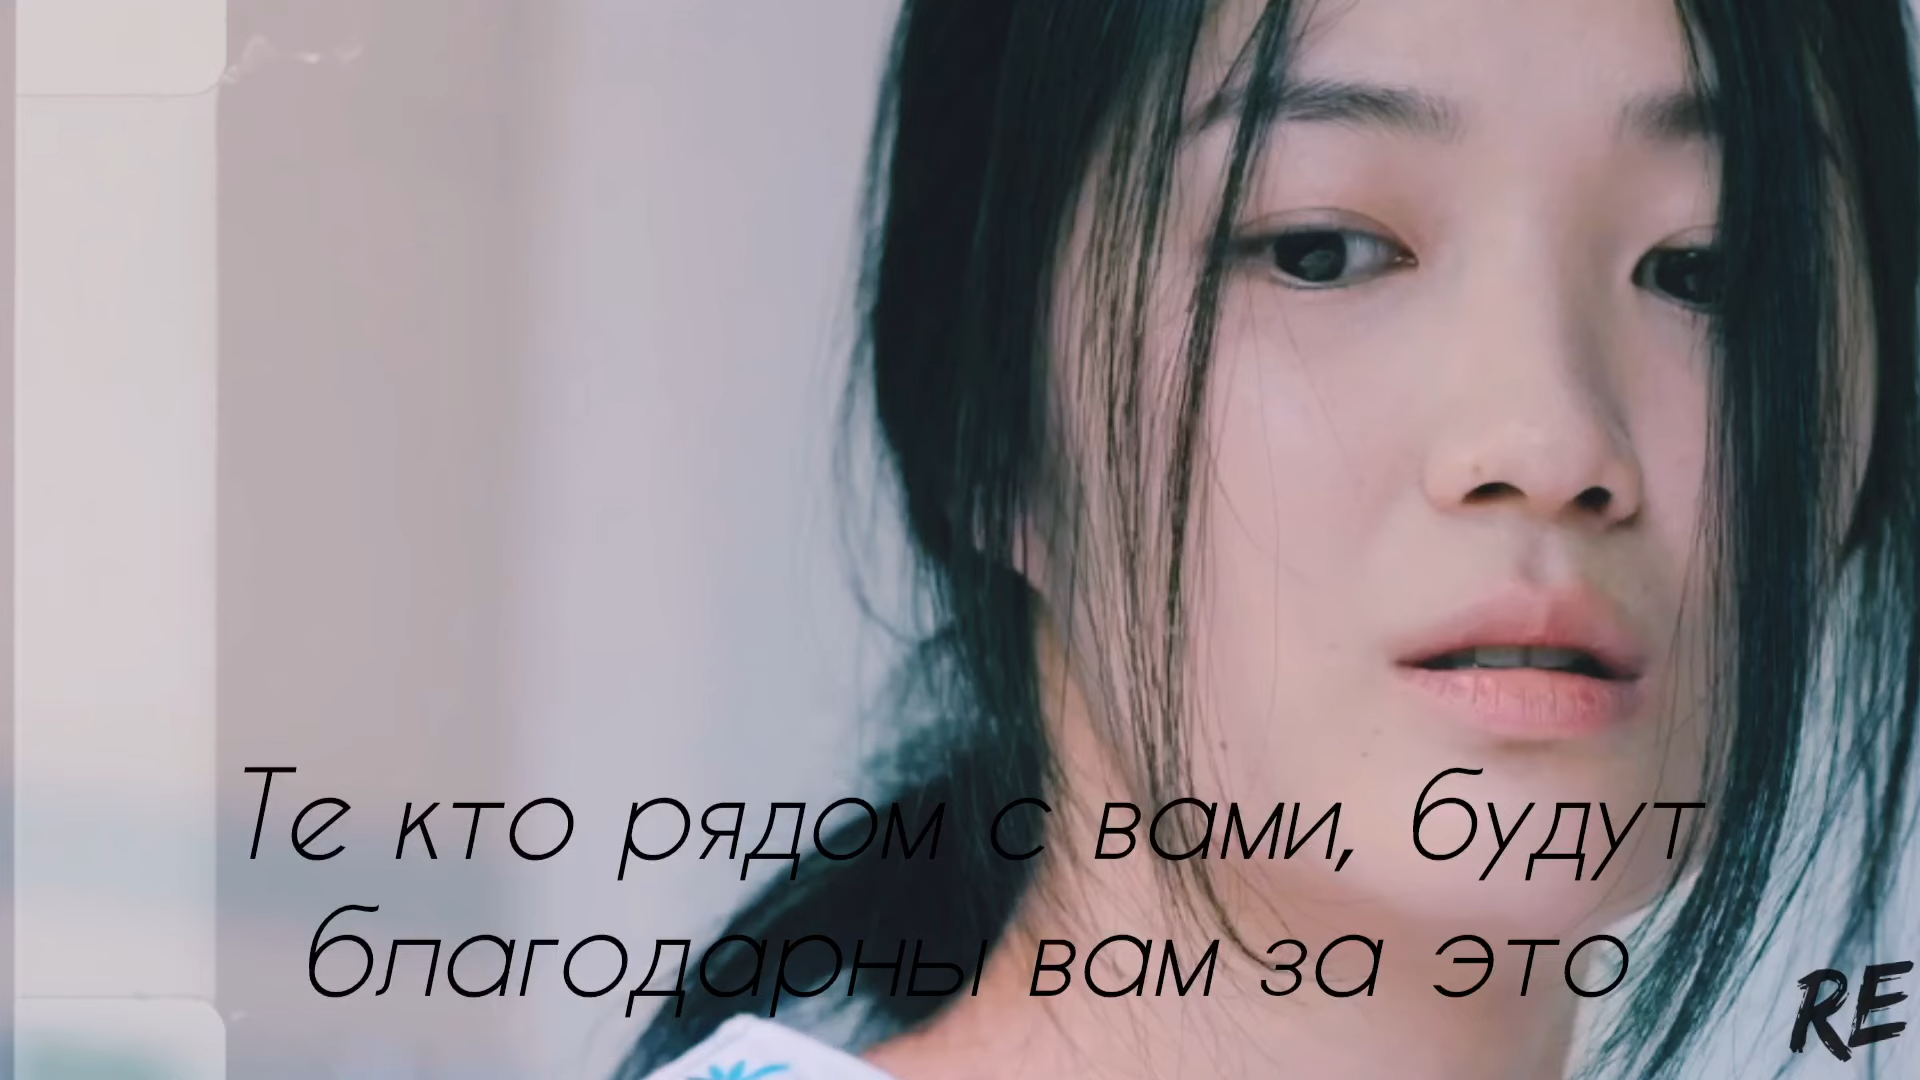 Те кто рядом с вами, будут
благодарны вам за это
RE